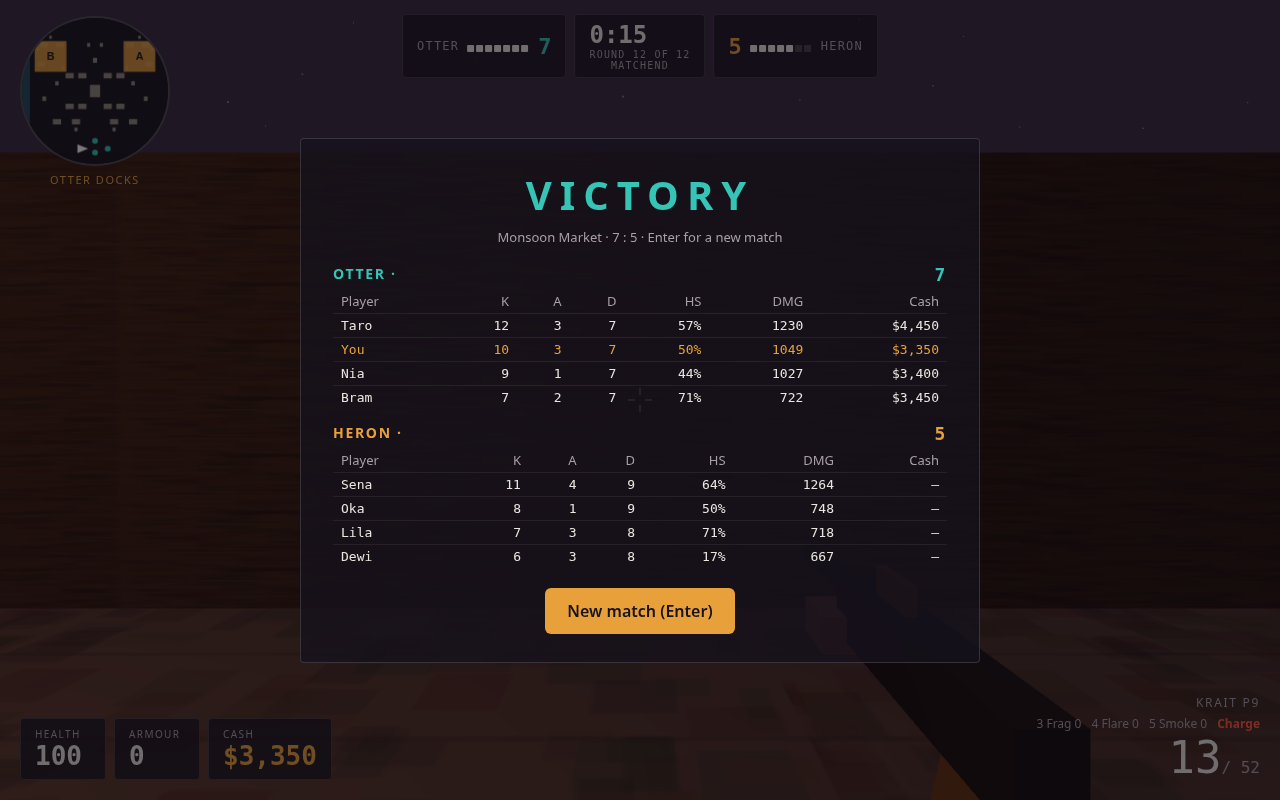 B A
OTTER DOCKS
OTTER 7
0:15
ROUND 12 OF 12
MATCHEND
5 HERON
VICTORY
Monsoon Market · 7 : 5 · Enter for a new match
OTTER · 7
Player K A D HS DMG Cash
Taro 12 3 7 57% 1230 $4,450
You 10 3 7 50% 1049 $3,350
Nia 9 1 7 44% 1027 $3,400
Bram 7 2 7 71% 722 $3,450
HERON · 5
Player K A D HS DMG Cash
Sena 11 4 9 64% 1264 —
Oka 8 1 9 50% 748 —
Lila 7 3 8 71% 718 —
Dewi 6 3 8 17% 667 —
New match (Enter)
HEALTH
100
ARMOUR
0
CASH
$3,350
KRAIT P9
3 Frag 0 4 Flare 0 5 Smoke 0 Charge
13 / 52